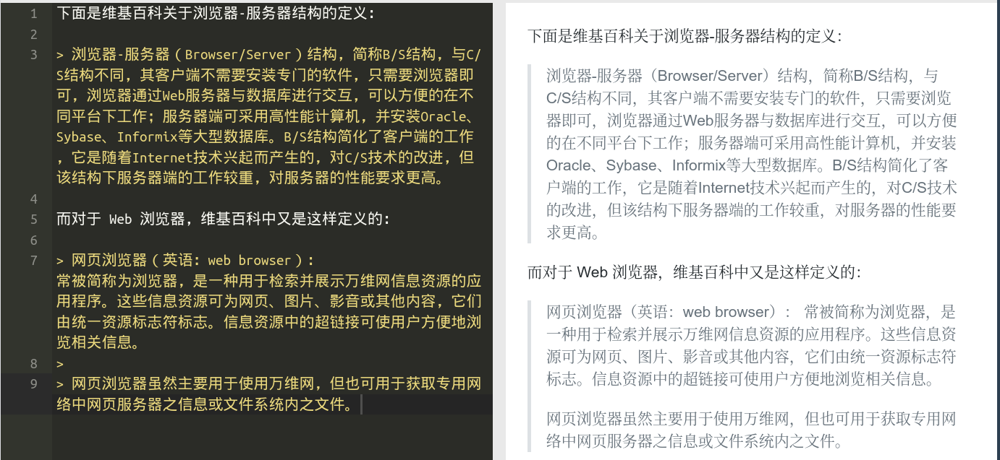 1 下面是维基百科关于浏览器-服务器结构的定义：
2
3 > 浏览器-服务器（Browser/Server）结构，简称B/S结构，与C/
S结构不同，其客户端不需要安装专门的软件，只需要浏览器即
可，浏览器通过Web服务器与数据库进行交互，可以方便的在不
同平台下工作；服务器端可采用高性能计算机，并安装Oracle、
Sybase、Informix等大型数据库。B/S结构简化了客户端的工作
，它是随着Internet技术兴起而产生的，对C/S技术的改进，但
该结构下服务器端的工作较重，对服务器的性能要求更高。
4
5 而对于 Web 浏览器，维基百科中又是这样定义的：
6
7 > 网页浏览器（英语：web browser）：
常被简称为浏览器，是一种用于检索并展示万维网信息资源的应
用程序。这些信息资源可为网页、图片、影音或其他内容，它们
由统一资源标志符标志。信息资源中的超链接可使用户方便地浏
览相关信息。
8 >
9 > 网页浏览器虽然主要用于使用万维网，但也可用于获取专用网
络中网页服务器之信息或文件系统内之文件。
下面是维基百科关于浏览器-服务器结构的定义：
浏览器-服务器（Browser/Server）结构，简称B/S结构，与
C/S结构不同，其客户端不需要安装专门的软件，只需要浏览
器即可，浏览器通过Web服务器与数据库进行交互，可以方便
的在不同平台下工作；服务器端可采用高性能计算机，并安装
Oracle、Sybase、Informix等大型数据库。B/S结构简化了客
户端的工作，它是随着Internet技术兴起而产生的，对C/S技术
的改进，但该结构下服务器端的工作较重，对服务器的性能要
求更高。
而对于 Web 浏览器，维基百科中又是这样定义的：
网页浏览器（英语：web browser）： 常被简称为浏览器，是
一种用于检索并展示万维网信息资源的应用程序。这些信息资
源可为网页、图片、影音或其他内容，它们由统一资源标志符
标志。信息资源中的超链接可使用户方便地浏览相关信息。
网页浏览器虽然主要用于使用万维网，但也可用于获取专用网
络中网页服务器之信息或文件系统内之文件。